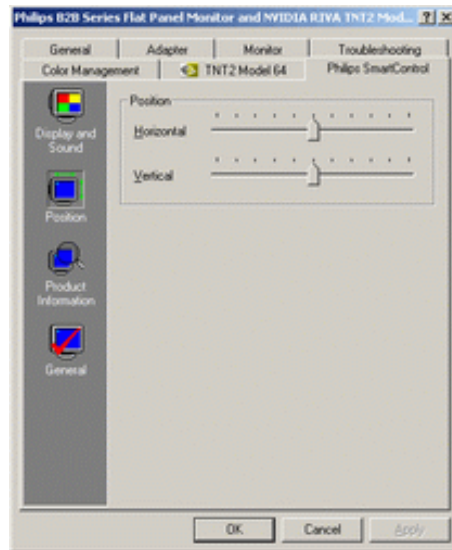 Philips B2B Series Flat Panel Monitor and NVIDIA RIVA TNT2 Mod...
General Adapter Monitor Troubleshooting
Color Management TNT2 Model 64 Philips SmartControl
Display and
Sound
Position
Product
Information
General
Position
Horizontal
Vertical
OK Cancel Apply